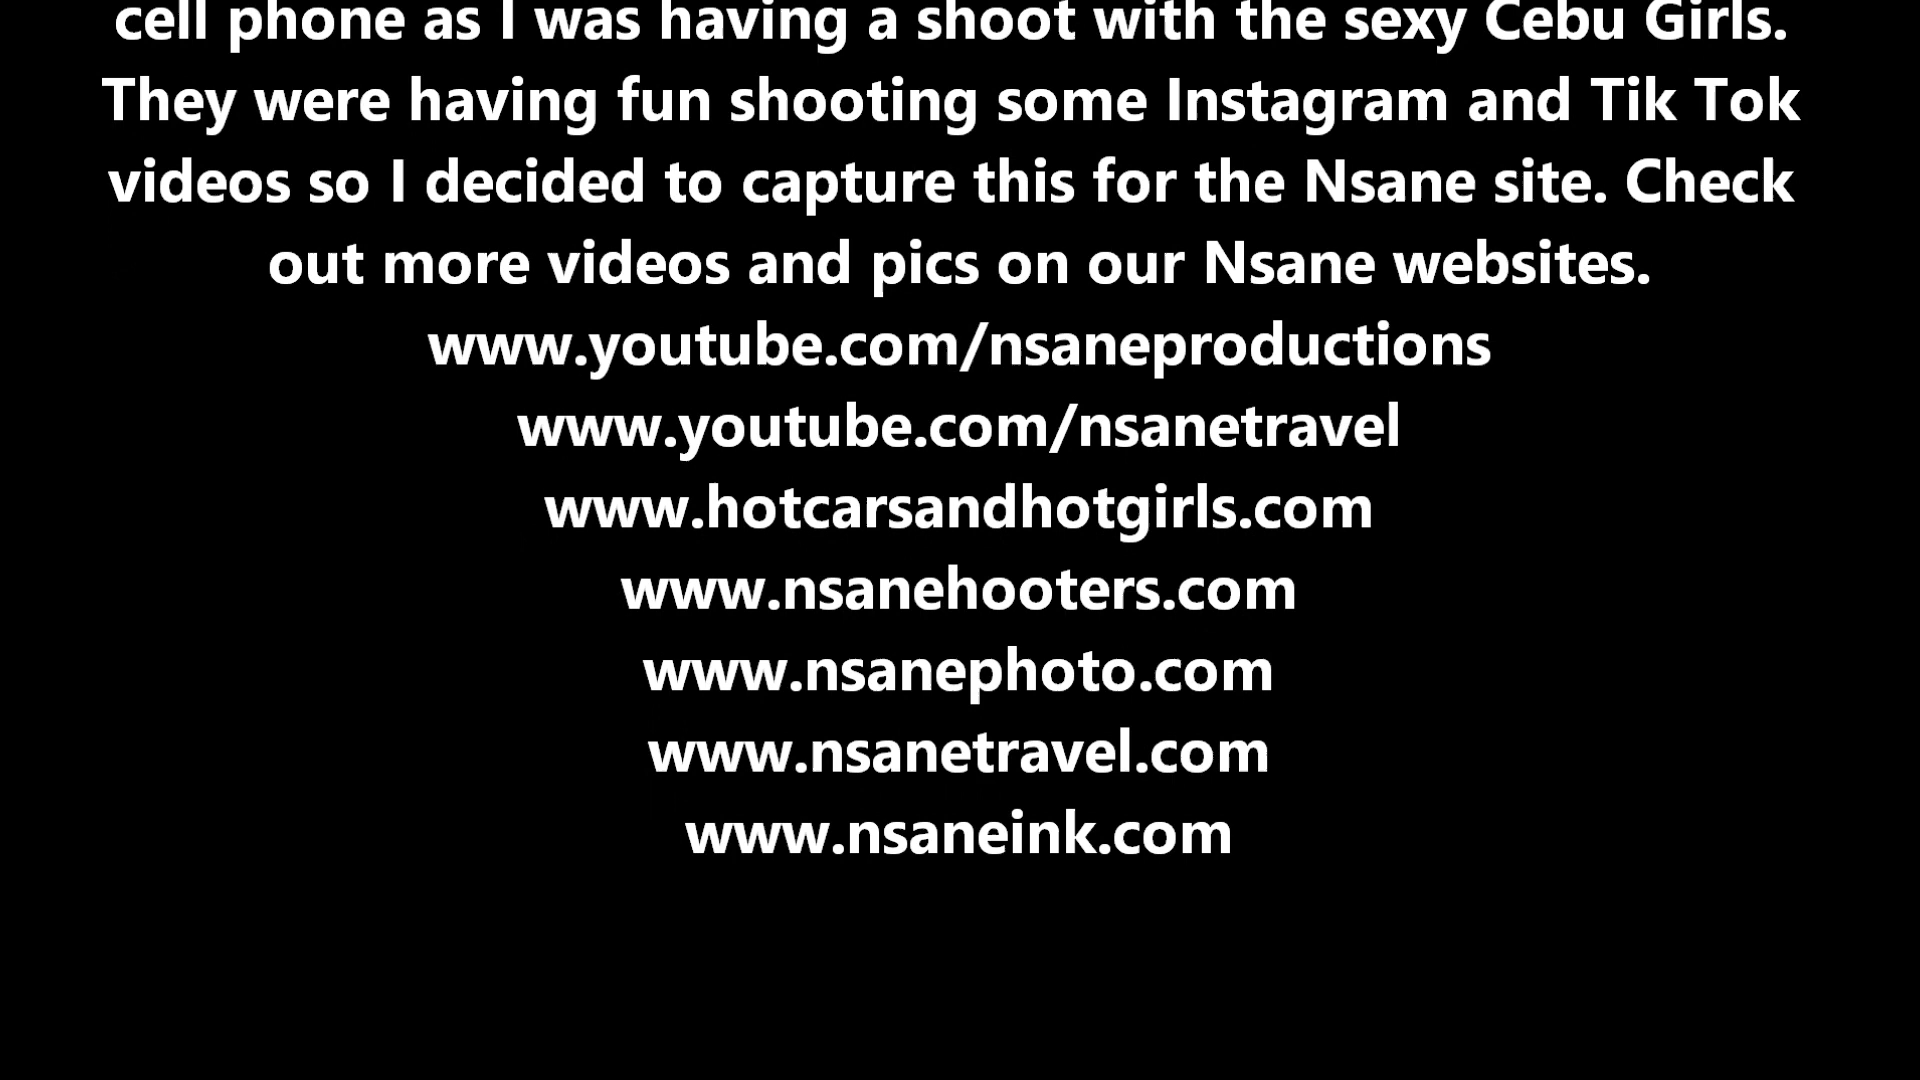 cell phone as I was having a shoot with the sexy Cebu Girls.
They were having fun shooting some Instagram and Tik Tok
videos so I decided to capture this for the Nsane site. Check
out more videos and pics on our Nsane websites.
www.youtube.com/nsaneproductions
www.youtube.com/nsanetravel
www.hotcarsandhotgirls.com
www.nsanehooters.com
www.nsanephoto.com
www.nsanetravel.com
www.nsaneink.com